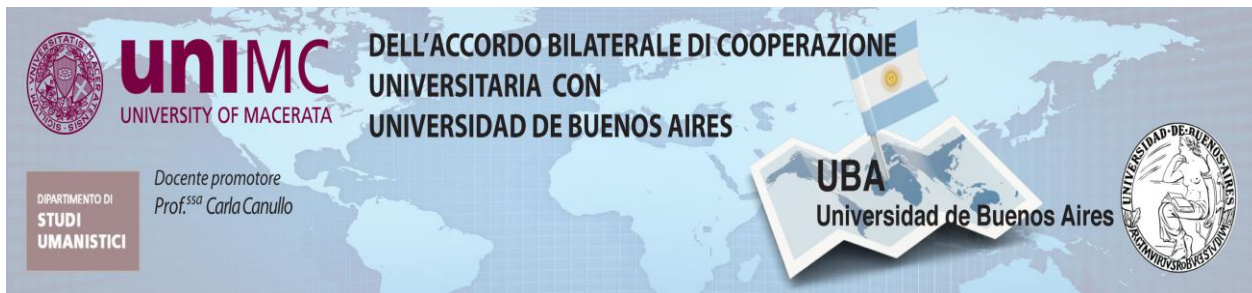 uniMC
UNIVERSITY OF MACERATA
DELL'ACCORDO BILATERALE DI COOPERAZIONE
UNIVERSITARIA CON
UNIVERSIDAD DE BUENOS AIRES
DIPARTIMENTO DI
STUDI
UMANISTICI
Docente promotore
Prof.ssa Carla Canullo
UBA
Universidad de Buenos Aires
UNIVERSIDAD·DE·BUENOS·AIRES